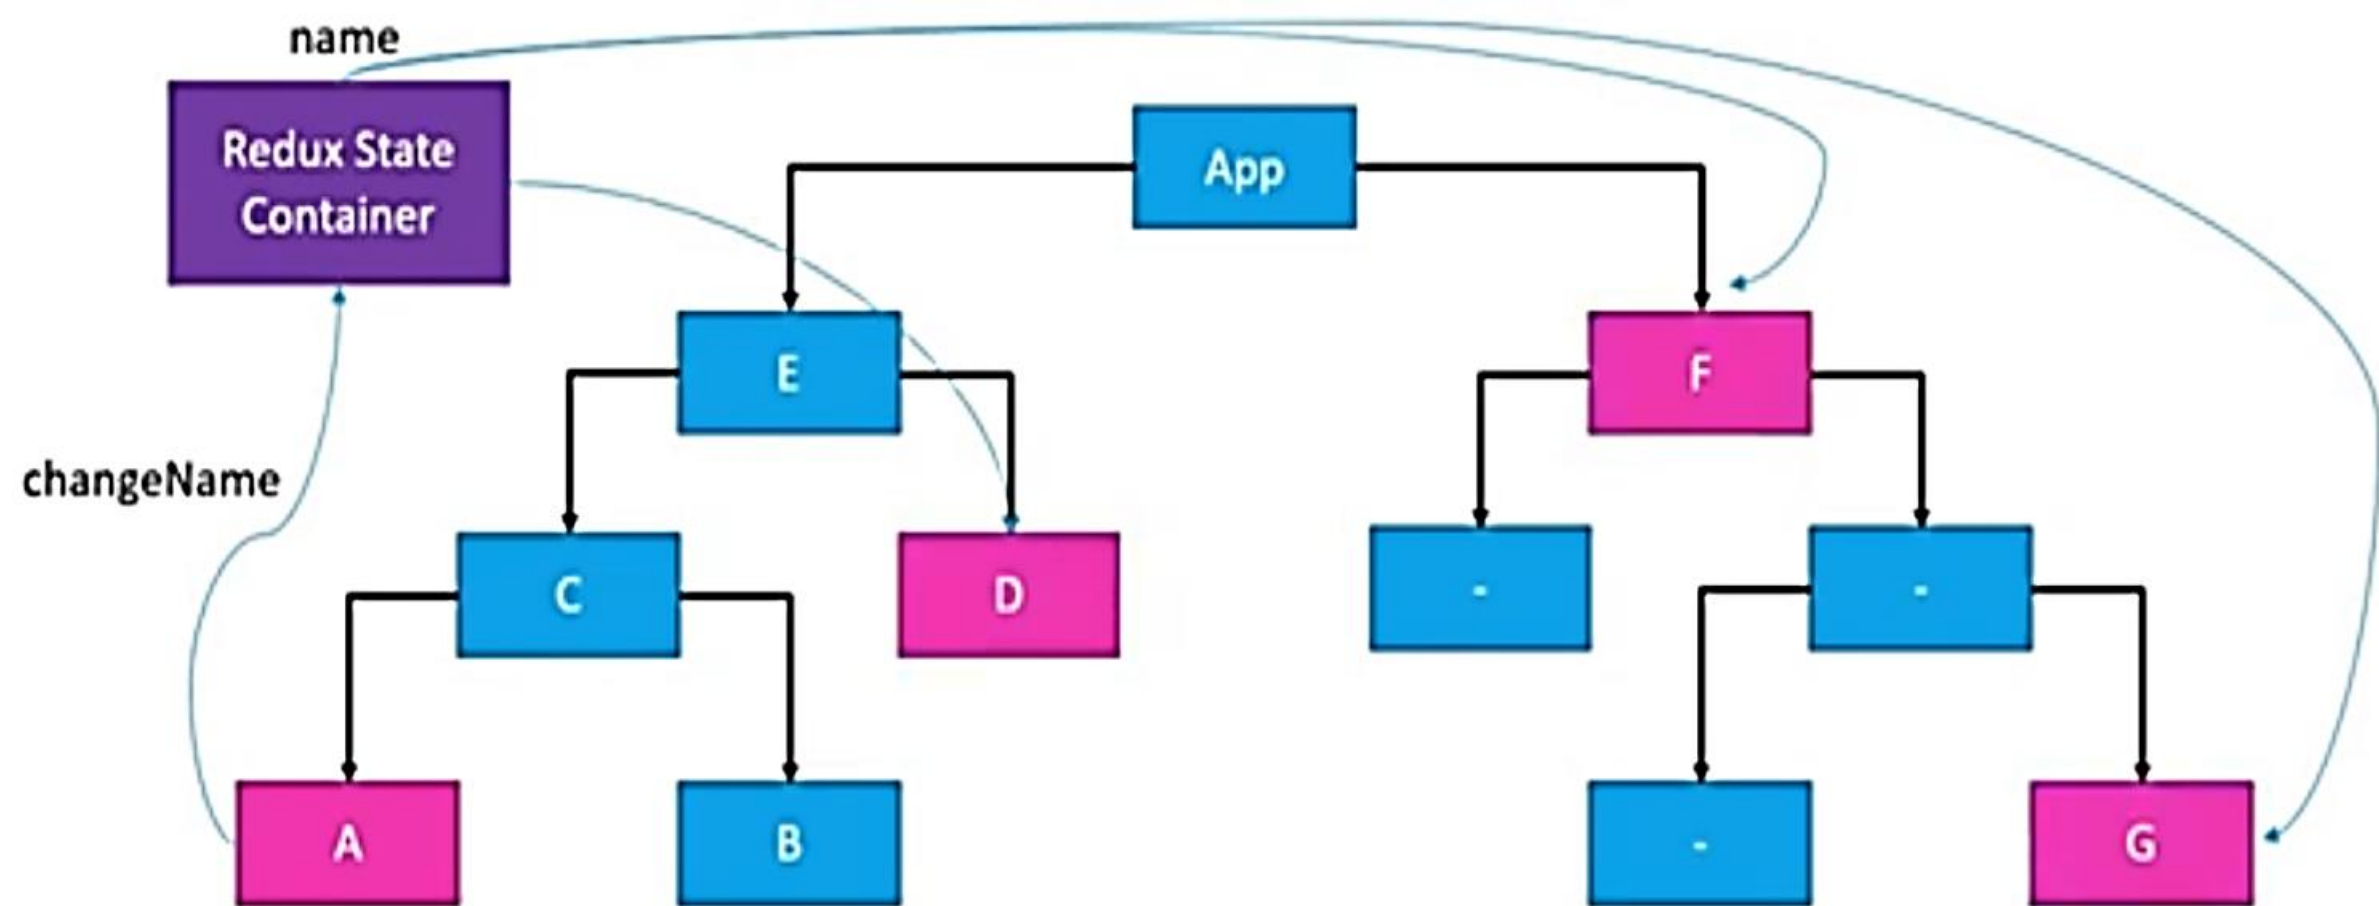 name
Redux State
Container
App
E
F
changeName
C
D
-
-
A
B
-
G